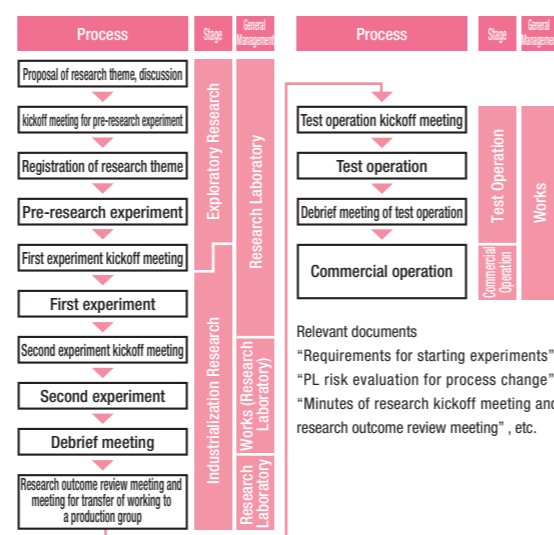 Process
Stage
General
Management
Proposal of research theme, discussion
kickoff meeting for pre-research experiment
Registration of research theme
Pre-research experiment
First experiment kickoff meeting
First experiment
Second experiment kickoff meeting
Second experiment
Debrief meeting
Research outcome review meeting and
meeting for transfer of working to
a production group
Exploratory Research
Industrialization Research
Research Laboratory
Works (Research
Laboratory)
Research
Laboratory
Process
Stage
General
Management
Test operation kickoff meeting
Test operation
Debrief meeting of test operation
Commercial operation
Test Operation
Commercial
Operation
Works
Relevant documents
“Requirements for starting experiments”
“PL risk evaluation for process change”
“Minutes of research kickoff meeting and
research outcome review meeting” , etc.